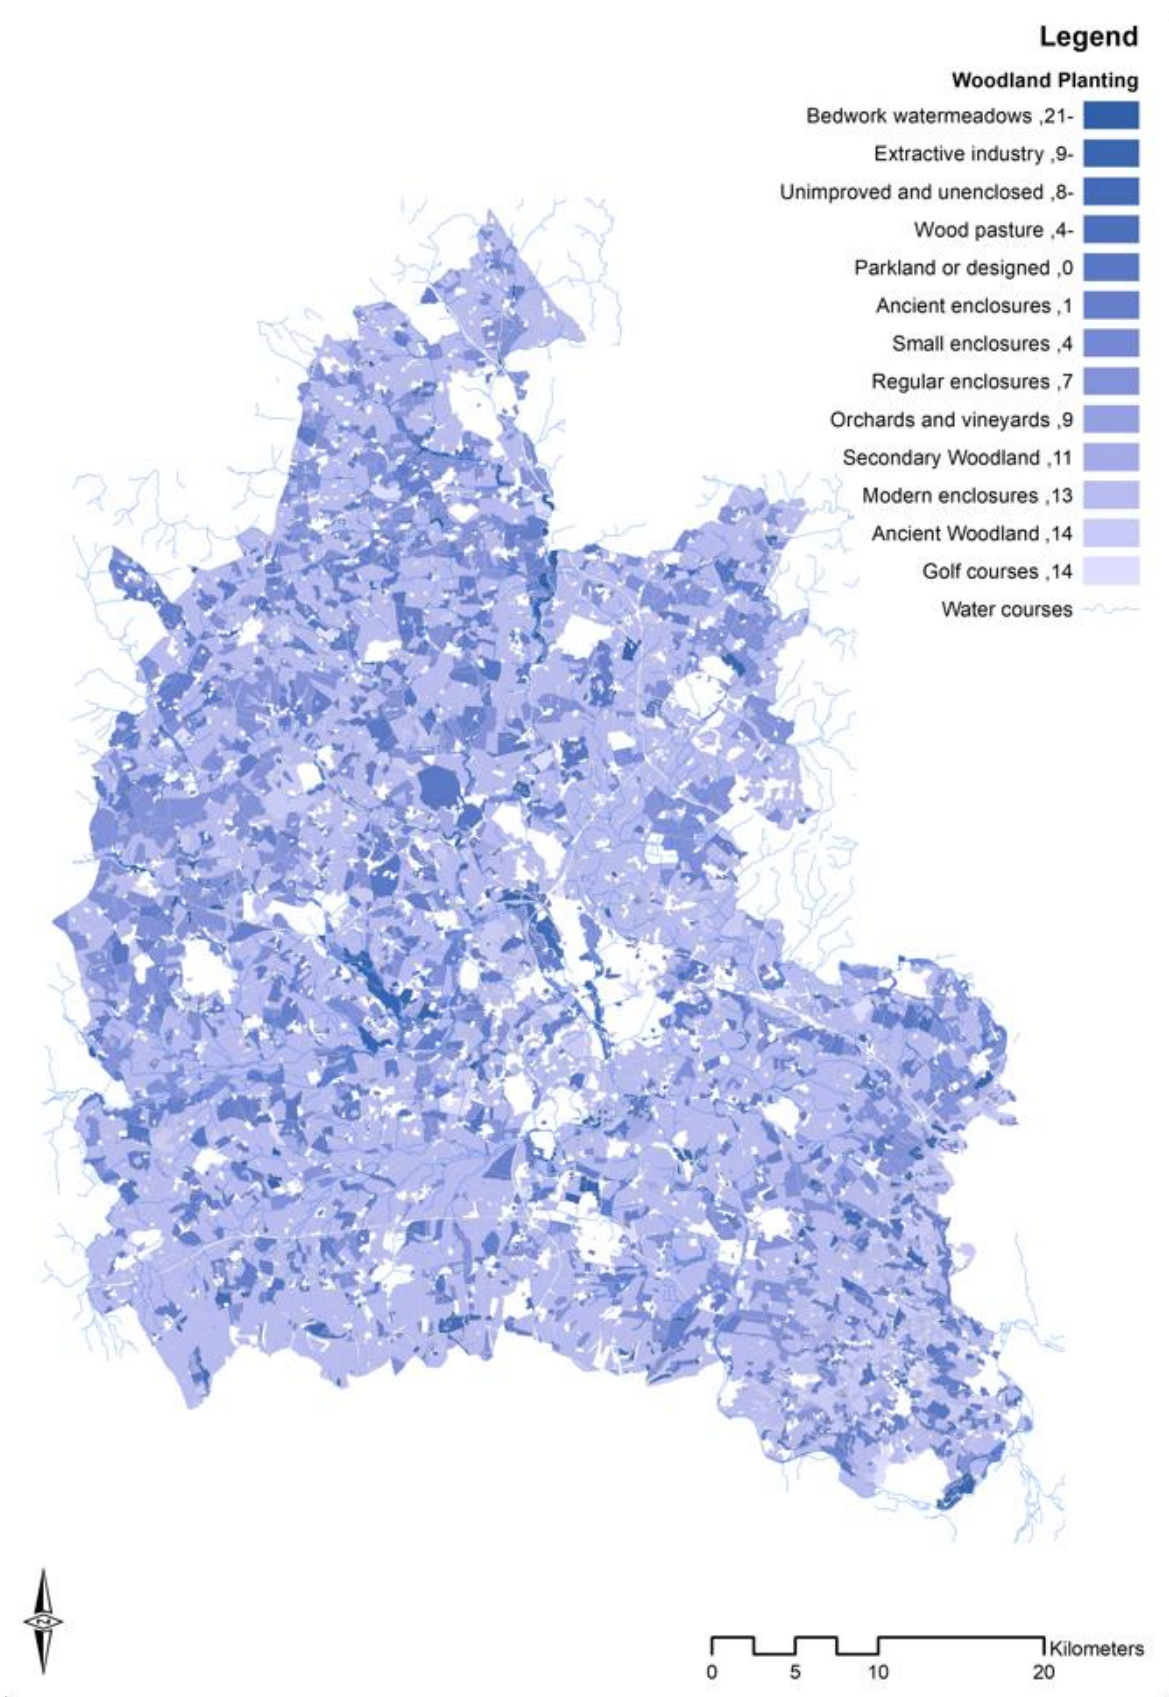 Legend
Woodland Planting
Bedwork watermeadows ,21-
Extractive industry ,9-
Unimproved and unenclosed ,8-
Wood pasture ,4-
Parkland or designed ,0
Ancient enclosures ,1
Small enclosures ,4
Regular enclosures ,7
Orchards and vineyards ,9
Secondary Woodland ,11
Modern enclosures ,13
Ancient Woodland ,14
Golf courses ,14
Water courses
N
Kilometers
0 5 10 20